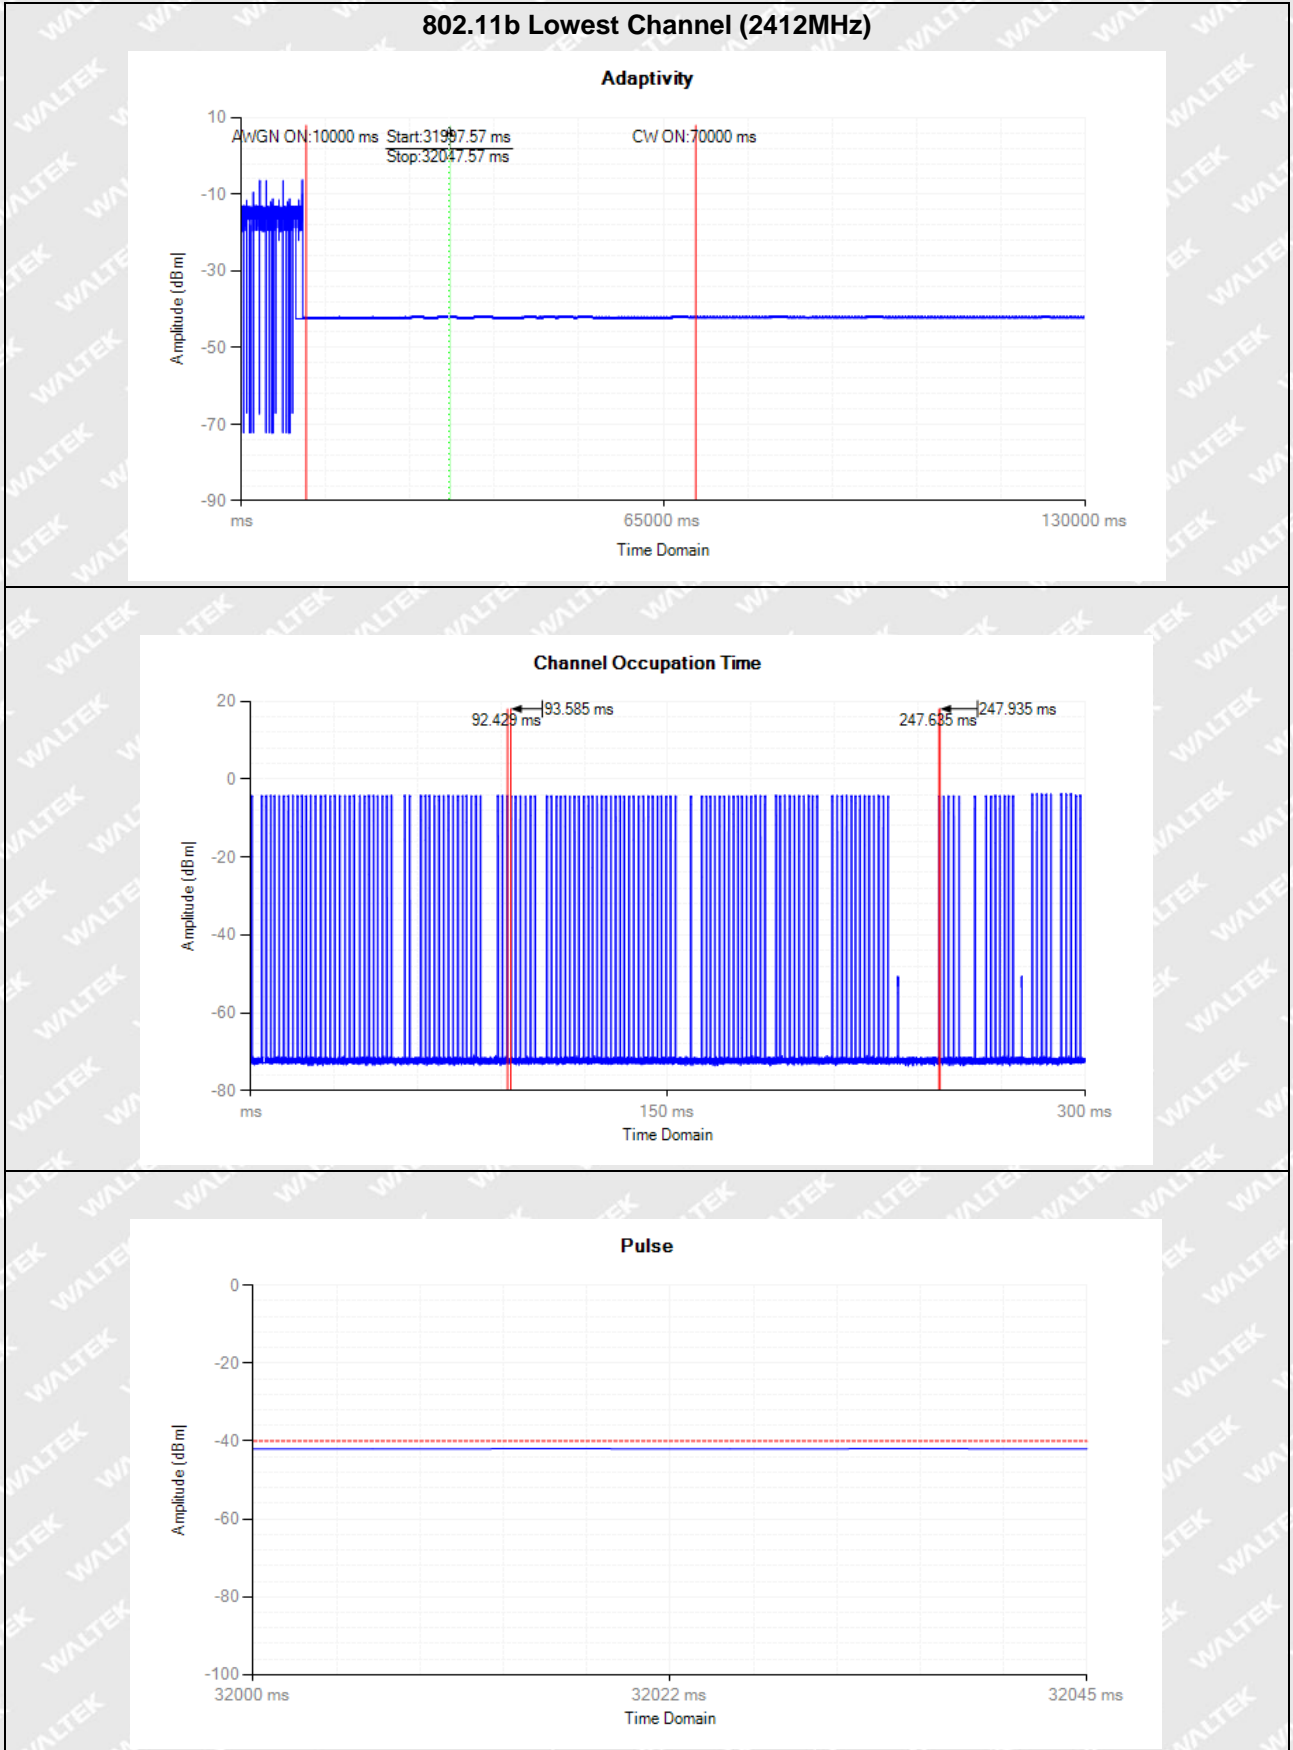 802.11b Lowest Channel (2412MHz)
Adaptivity
10
AWGN ON:10000 ms
Start:31997.57 ms
Stop:32047.57 ms
CW ON:70000 ms
-10
-30
-50
-70
-90
Amplitude [dBm]
ms
65000 ms
130000 ms
Time Domain
Channel Occupation Time
20
92.429 ms
93.585 ms
247.635 ms
247.935 ms
0
-20
-40
-60
-80
Amplitude [dBm]
ms
150 ms
300 ms
Time Domain
Pulse
0
-20
-40
-60
-80
-100
Amplitude [dBm]
32000 ms
32022 ms
32045 ms
Time Domain
WALTEK